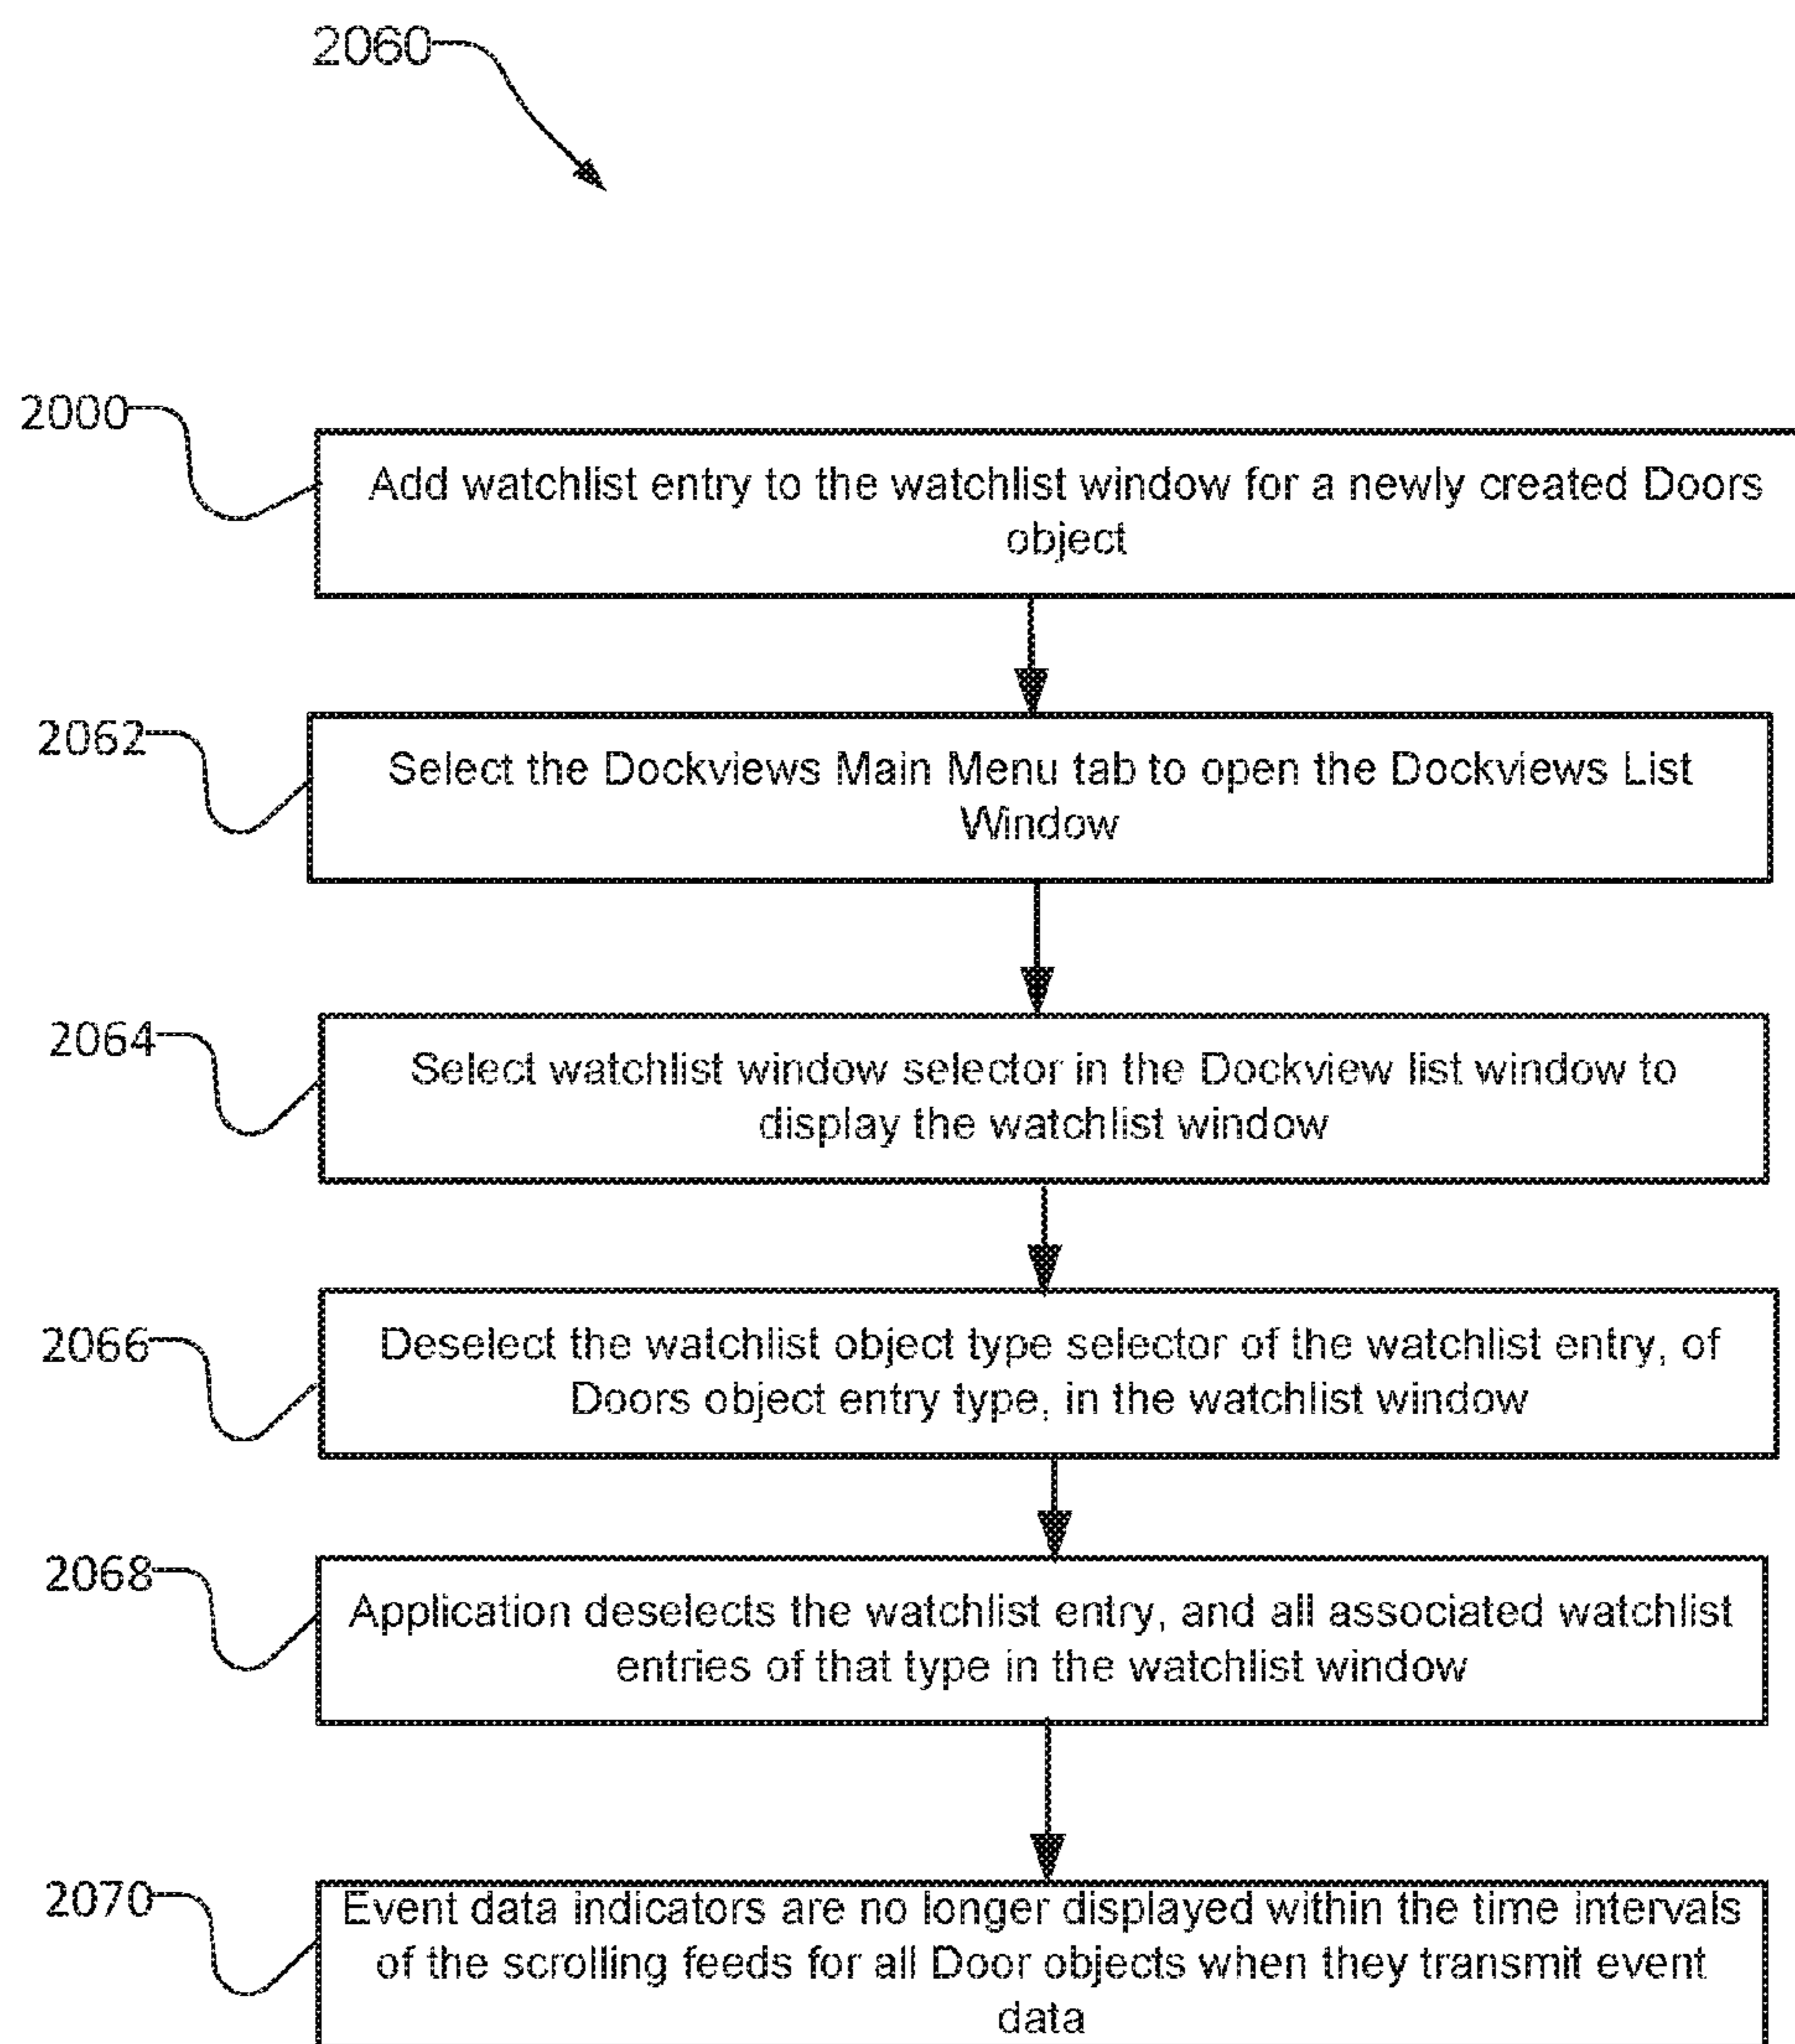 2060
2000
Add watchlist entry to the watchlist window for a newly created Doors
object
2062
Select the Dockviews Main Menu tab to open the Dockviews List
Window
2064
Select watchlist window selector in the Dockview list window to
display the watchlist window
2066
Deselect the watchlist object type selector of the watchlist entry, of
Doors object entry type, in the watchlist window
2068
Application deselects the watchlist entry, and all associated watchlist
entries of that type in the watchlist window
2070
Event data indicators are no longer displayed within the time intervals
of the scrolling feeds for all Door objects when they transmit event
data